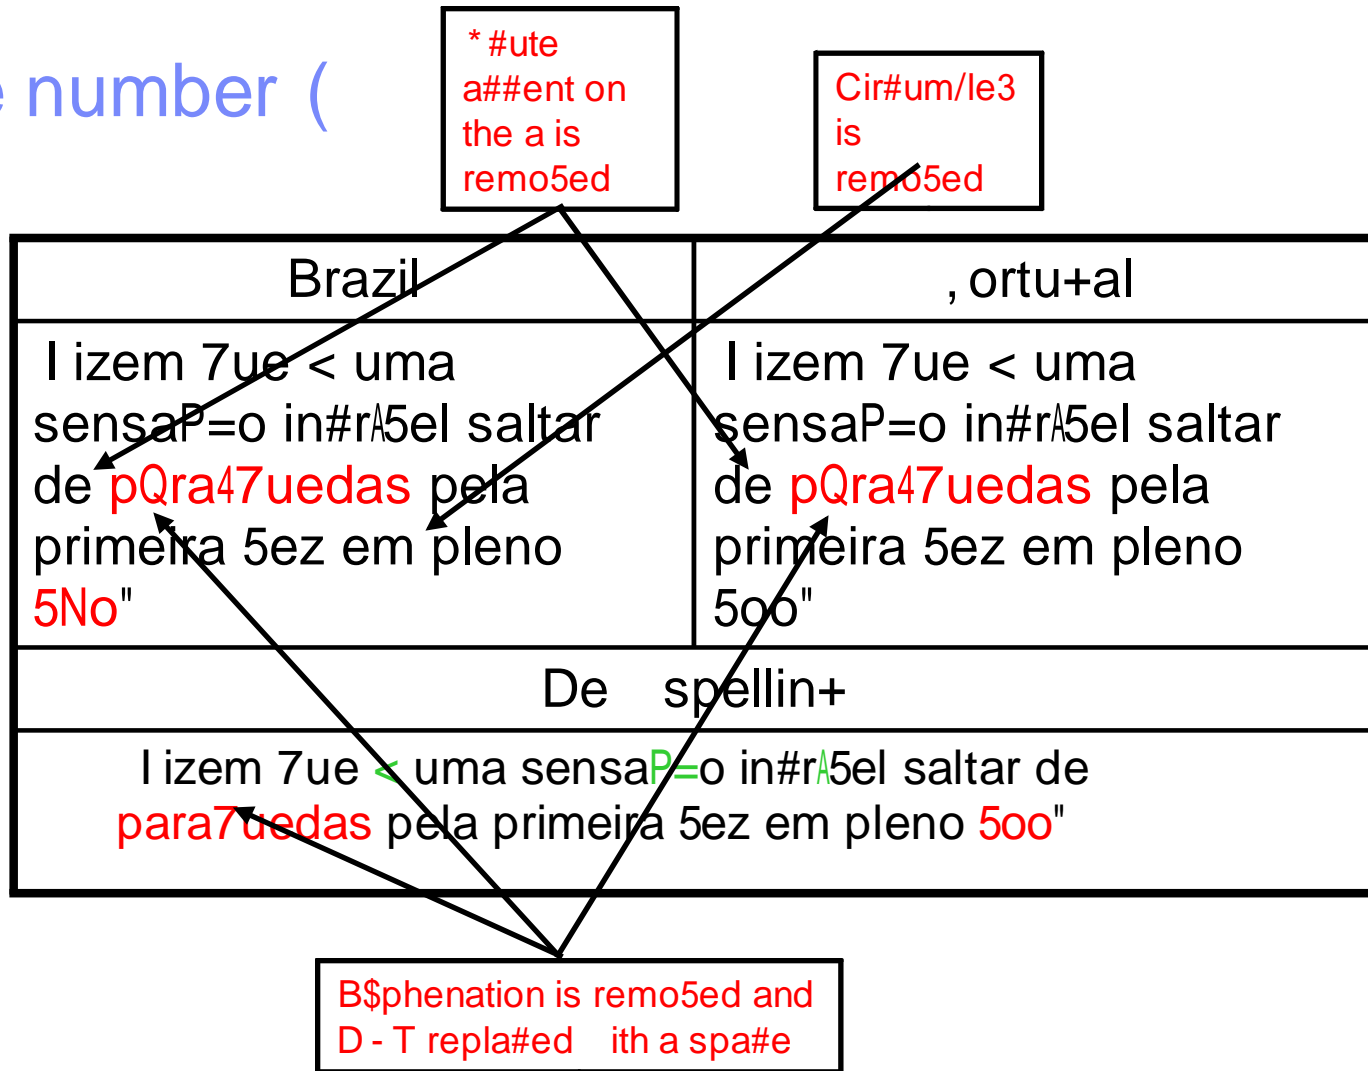 e number (
* #ute
a##ent on
the a is
remo5ed
Cir#um/le3
is
remo5ed
Brazil
, ortu+al
I izem 7ue < uma
sensaP=o in#rA5el saltar
de pQra47uedas pela
primeira 5ez em pleno
5No"
I izem 7ue < uma
sensaP=o in#rA5el saltar
de pQra47uedas pela
primeira 5ez em pleno
5oo"
De spellin+
I izem 7ue < uma sensaP=o in#rA5el saltar de
para7uedas pela primeira 5ez em pleno 5oo"
B$phenation is remo5ed and
D - T repla#ed ith a spa#e